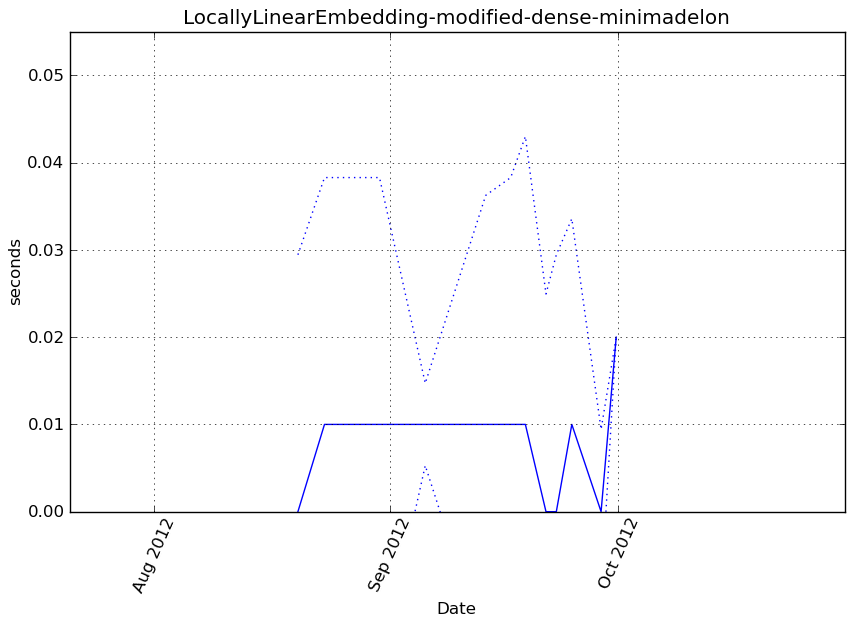 LocallyLinearEmbedding-modified-dense-minimadelon
0.05
0.04
0.03
0.02
0.01
0.00
seconds
Aug 2012
Sep 2012
Oct 2012
Date